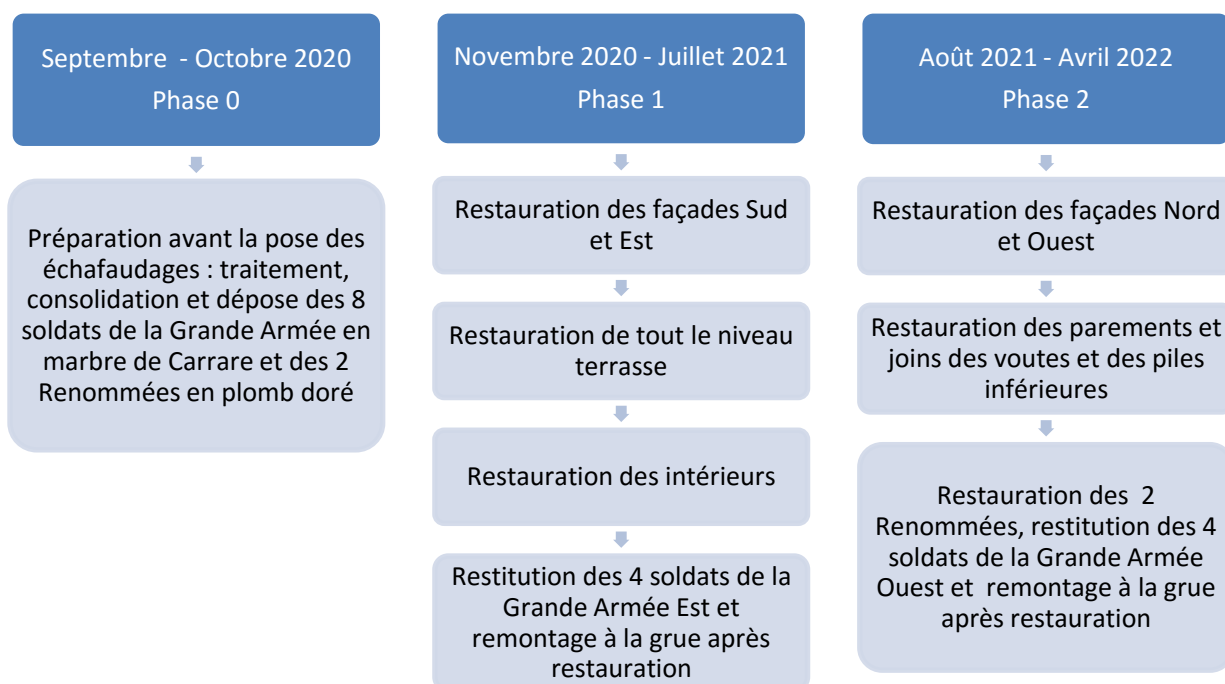 Septembre - Octobre 2020
Phase 0
Préparation avant la pose des
échafaudages : traitement,
consolidation et dépose des 8
soldats de la Grande Armée en
marbre de Carrare et des 2
Renommées en plomb doré
Novembre 2020 - Juillet 2021
Phase 1
Restauration des façades Sud
et Est
Restauration de tout le niveau
terrasse
Restauration des intérieurs
Restitution des 4 soldats de la
Grande Armée Est et
remontage à la grue après
restauration
Août 2021 - Avril 2022
Phase 2
Restauration des façades Nord
et Ouest
Restauration des parements et
joins des voutes et des piles
inférieures
Restauration des 2
Renommées, restitution des 4
soldats de la Grande Armée
Ouest et remontage à la grue
après restauration